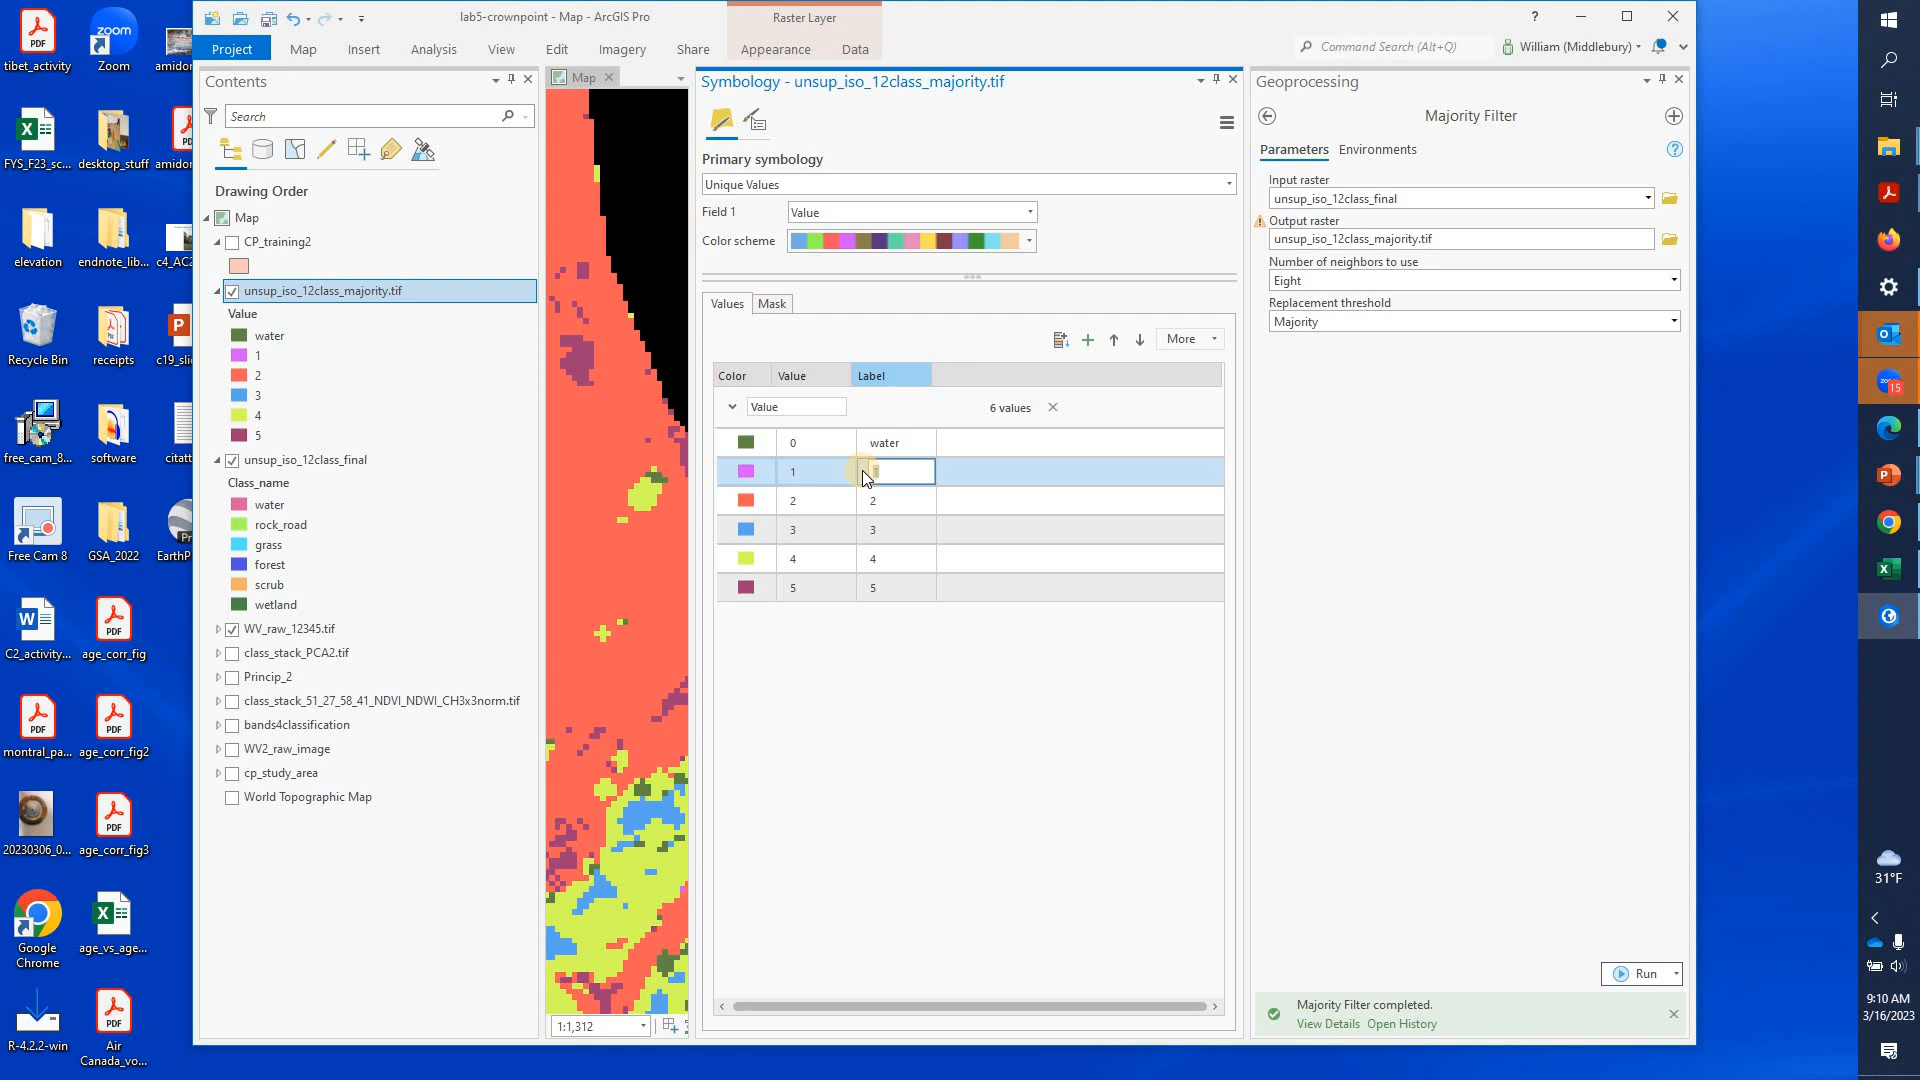 tibet_activity
Zoom
amidor
FYS_F23_sc...
desktop_stuff
amidor
elevation
endnote_lib...
c4_AC2
Recycle Bin
receipts
c19_slic
free_cam_8...
software
citatt
Free Cam 8
GSA_2022
EarthP
C2_activity...
age_corr_fig
montral_pa...
age_corr_fig2
20230306_0...
age_corr_fig3
Google
Chrome
age_vs_age...
R-4.2.2-win
Air
Canada_vo...
lab5-crownpoint - Map - ArcGIS Pro
Raster Layer
Project
Map
Insert
Analysis
View
Edit
Imagery
Share
Appearance
Data
Command Search (Alt+Q)
William (Middlebury)
Contents
Search
Drawing Order
Map
CP_training2
unsup_iso_12class_majority.tif
Value
water
1
2
3
4
5
unsup_iso_12class_final
Class_name
water
rock_road
grass
forest
scrub
wetland
WV_raw_12345.tif
class_stack_PCA2.tif
Princip_2
class_stack_51_27_58_41_NDVI_NDWI_CH3x3norm.tif
bands4classification
WV2_raw_image
cp_study_area
World Topographic Map
Map
1:1,312
Symbology - unsup_iso_12class_majority.tif
Primary symbology
Unique Values
Field 1 Value
Color scheme
Values
Mask
More
Color Value Label
Value 6 values
0 water
1 1
2 2
3 3
4 4
5 5
Geoprocessing
Majority Filter
Parameters Environments
Input raster
unsup_iso_12class_final
Output raster
unsup_iso_12class_majority.tif
Number of neighbors to use
Eight
Replacement threshold
Majority
Run
Majority Filter completed.
View Details Open History
15
31°F
9:10 AM
3/16/2023